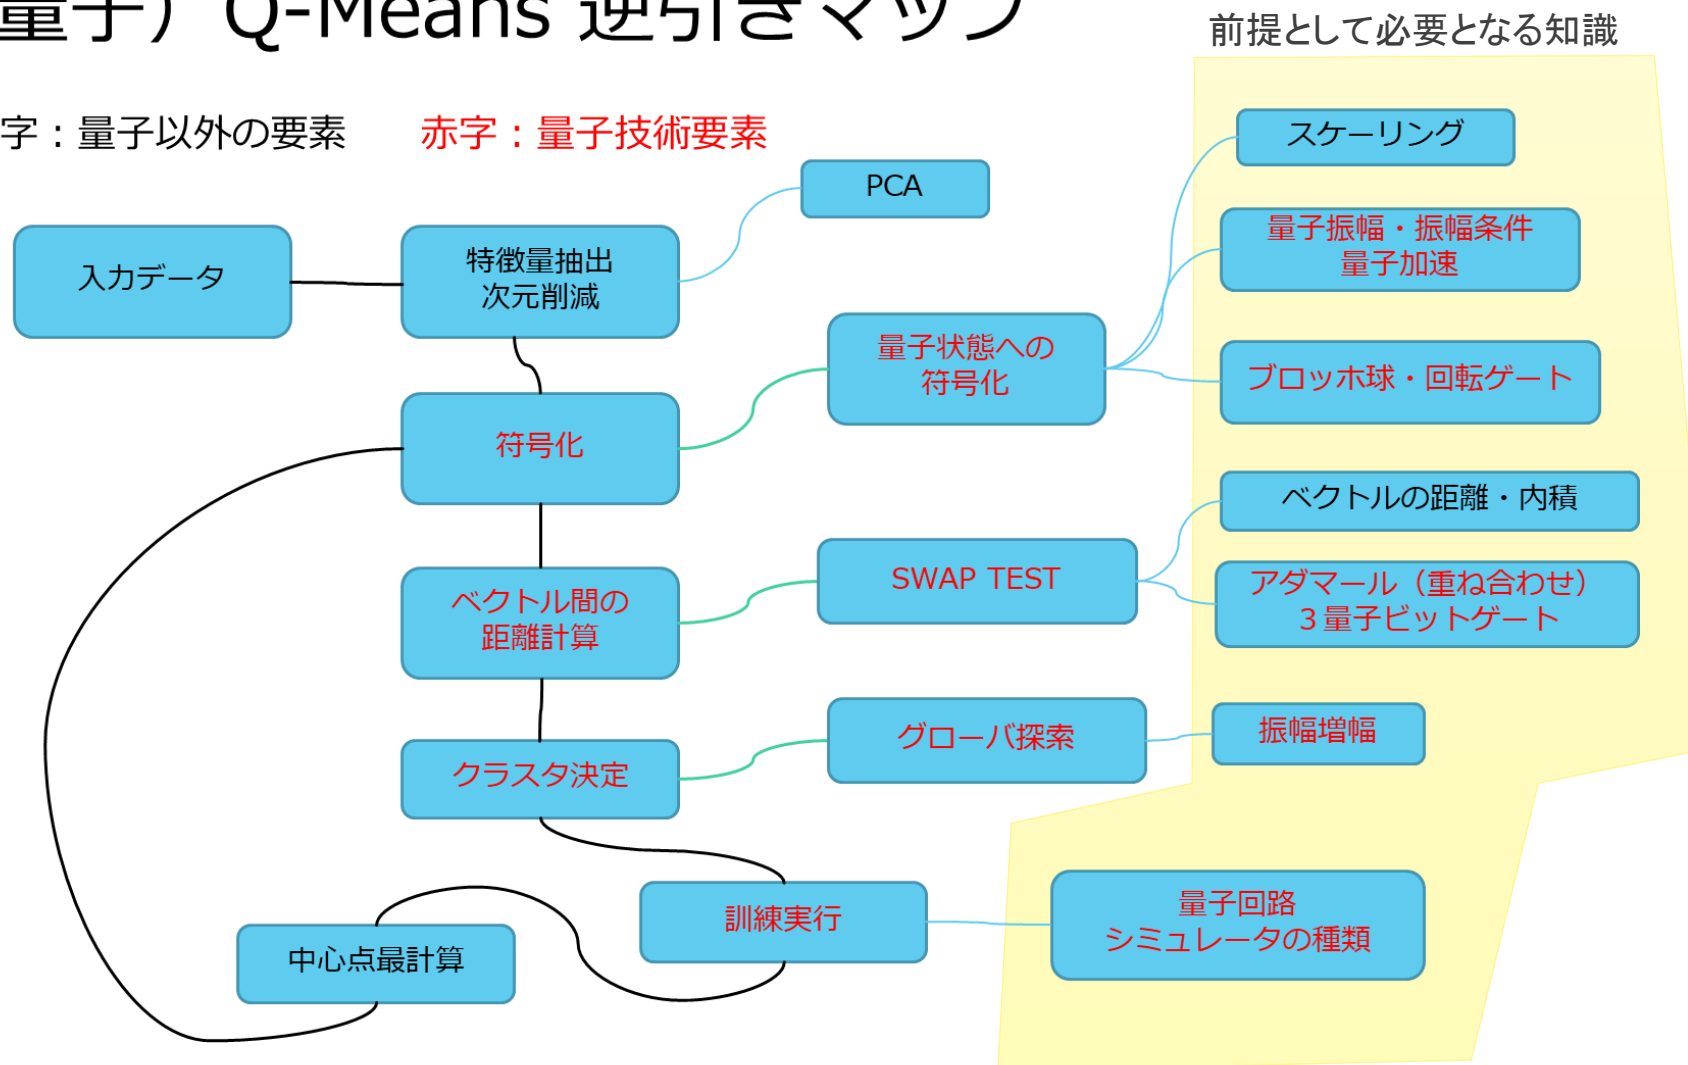 量子）Q-Means 逆引きマップ
前提として必要となる知識
字：量子以外の要素
赤字：量子技術要素
スケーリング
PCA
量子振幅・振幅条件
量子加速
入力データ
特徴量抽出
次元削減
量子状態への
符号化
ブロッホ球・回転ゲート
符号化
ベクトルの距離・内積
SWAP TEST
アダマール（重ね合わせ）
３量子ビットゲート
ベクトル間の
距離計算
グローバ探索
振幅増幅
クラスタ決定
訓練実行
量子回路
シミュレータの種類
中心点最計算